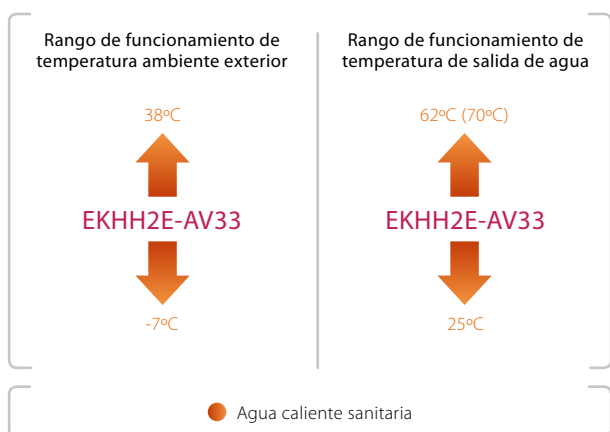 Rango de funcionamiento de
temperatura ambiente exterior
38ºC
EKHH2E-AV33
-7ºC
Rango de funcionamiento de
temperatura de salida de agua
62ºC (70ºC)
EKHH2E-AV33
25ºC
Agua caliente sanitaria